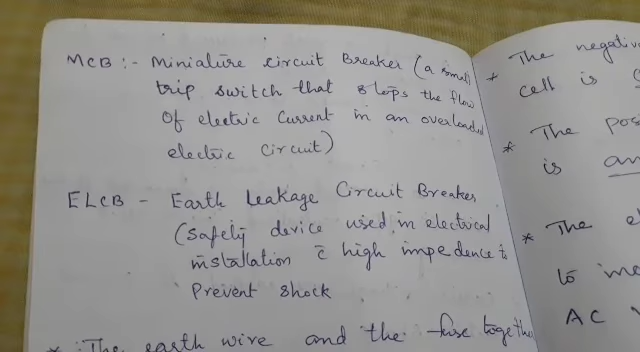 MCB :- Miniature circuit Breaker (a small
trip switch that stops the flow
of electric current in an overloaded
electric circuit)
ELCB - Earth Leakage Circuit Breaker
(safety device used in electrical
installation c̄ high impedence to
Prevent shock
* The earth wire and the fuse together
* The negative
cell is
* The pos
is an
* The el
to me
AC